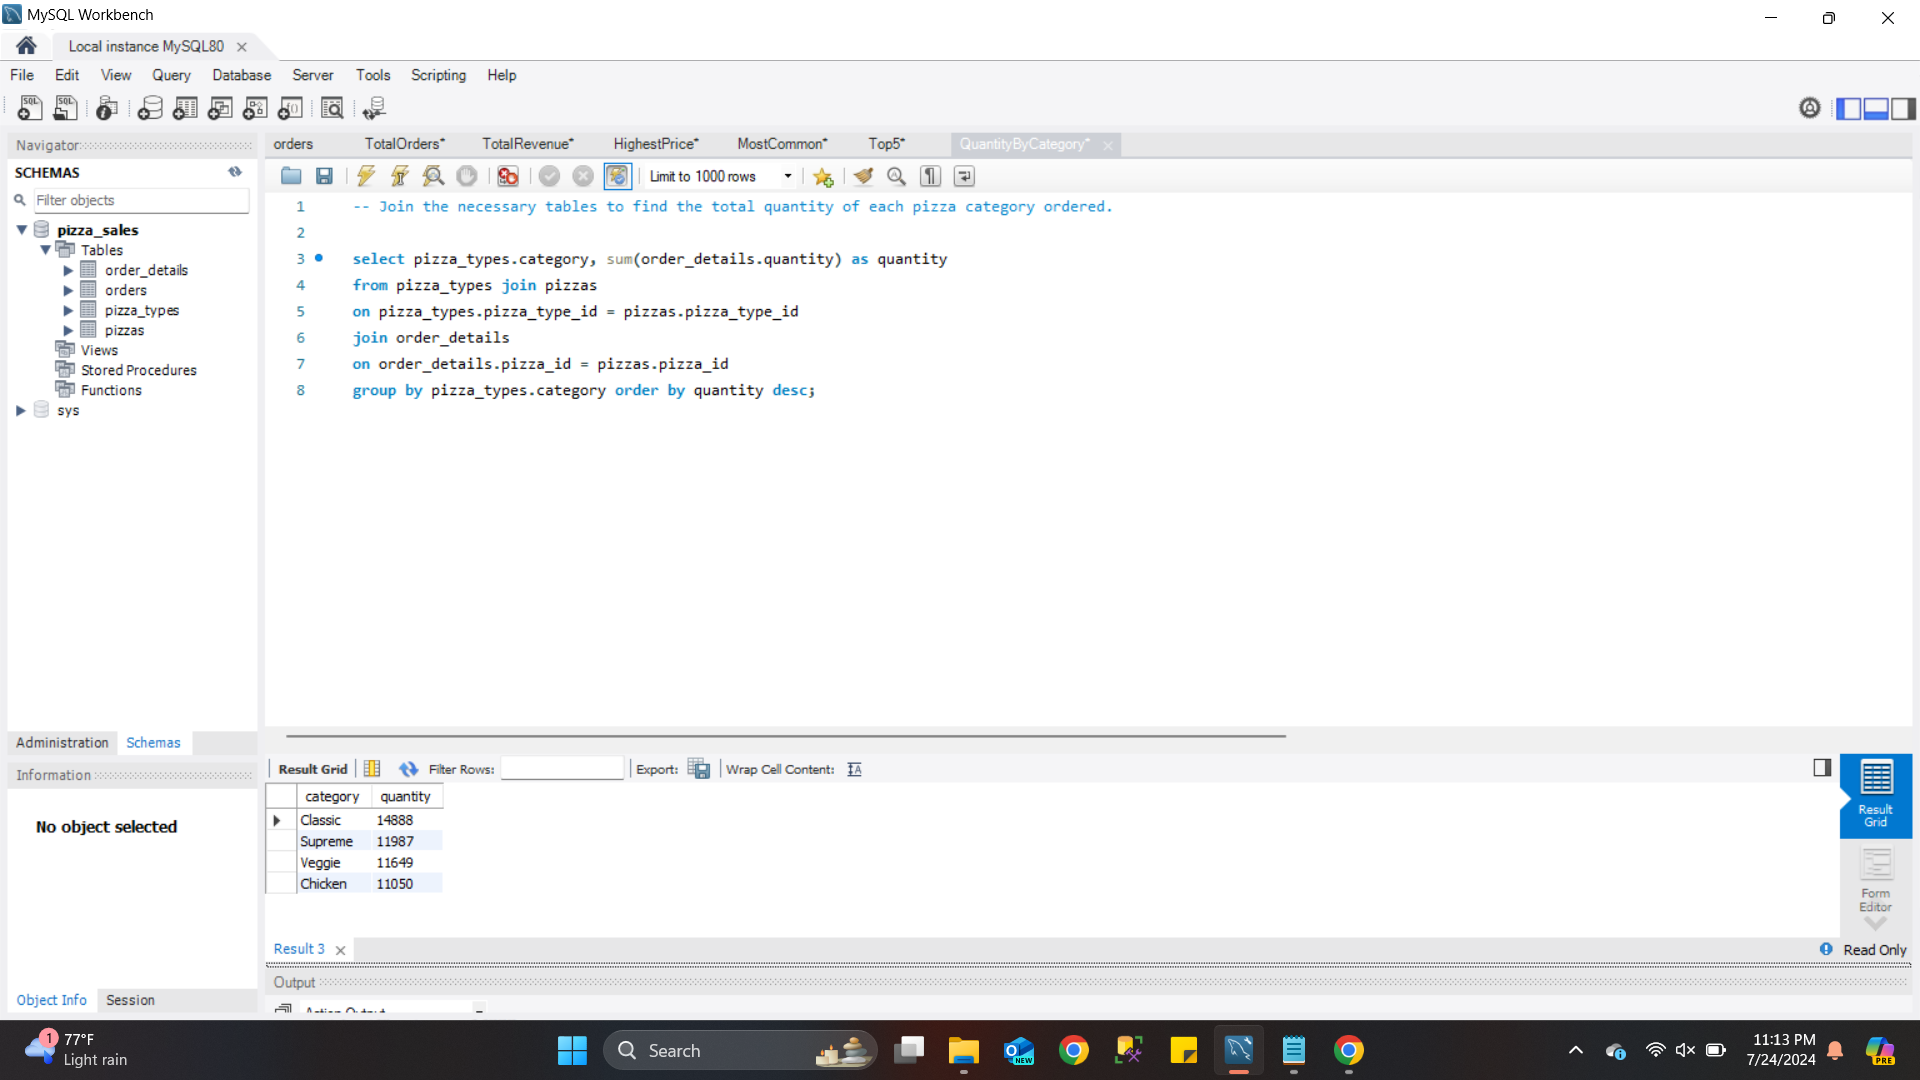 MySQL Workbench
Local instance MySQL80
File Edit View Query Database Server Tools Scripting Help
Navigator
SCHEMAS
Filter objects
pizza_sales
Tables
order_details
orders
pizza_types
pizzas
Views
Stored Procedures
Functions
sys
Administration Schemas
Information
No object selected
Object Info Session
orders TotalOrders* TotalRevenue* HighestPrice* MostCommon* Top5* QuantityByCategory*
Limit to 1000 rows
1 -- Join the necessary tables to find the total quantity of each pizza category ordered.
2
3 select pizza_types.category, sum(order_details.quantity) as quantity
4 from pizza_types join pizzas
5 on pizza_types.pizza_type_id = pizzas.pizza_type_id
6 join order_details
7 on order_details.pizza_id = pizzas.pizza_id
8 group by pizza_types.category order by quantity desc;
Result Grid Filter Rows: Export: Wrap Cell Content:
category quantity
Classic 14888
Supreme 11987
Veggie 11649
Chicken 11050
Result Grid
Form Editor
Result 3
Read Only
Output
Action Output
1
77°F
Light rain
Search
NEW
11:13 PM
7/24/2024
PRE